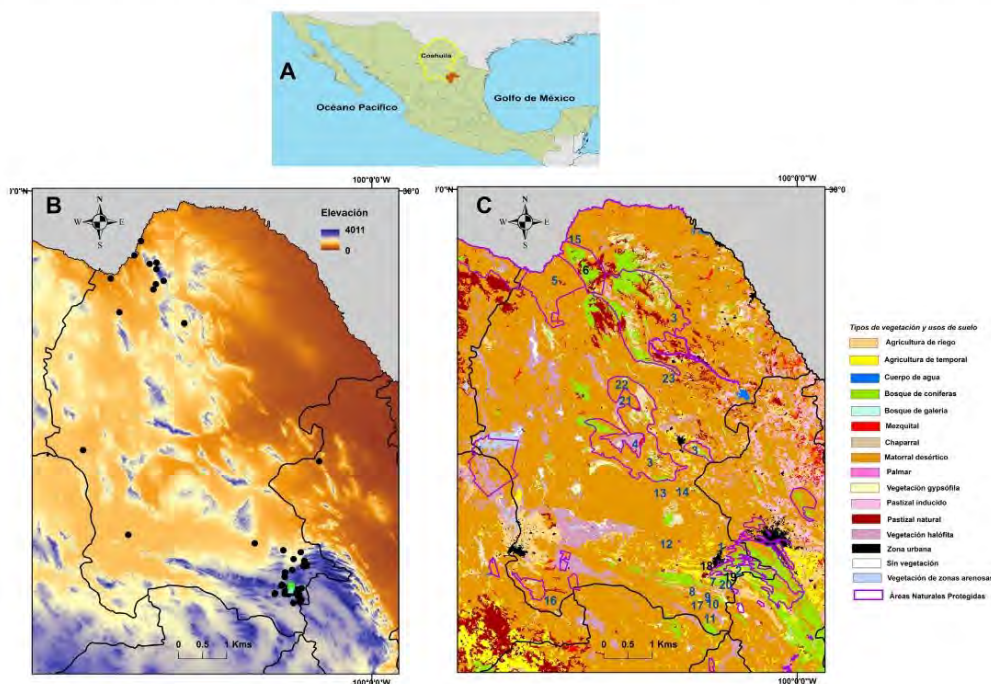 A
Coahuila
Océano Pacífico
Golfo de México
100°0'0"W
B
N
W E
S
Elevación
4011
0
0 0.5 1 Kms
100°0'0"W
100°0'0"W
C
N
W E
S
15
5
6
3
23
22
21
4
3
3
13
14
12
18
19
7
20
8
9
17
10
11
16
0 0.5 1 Kms
100°0'0"W
Tipos de vegetación y usos de suelo
Agricultura de riego
Agricultura de temporal
Cuerpo de agua
Bosque de coníferas
Bosque de galería
Mezquital
Chaparral
Matorral desértico
Palmar
Vegetación gypsófila
Pastizal inducido
Pastizal natural
Vegetación halófita
Zona urbana
Sin vegetación
Vegetación de zonas arenosas
Áreas Naturales Protegidas